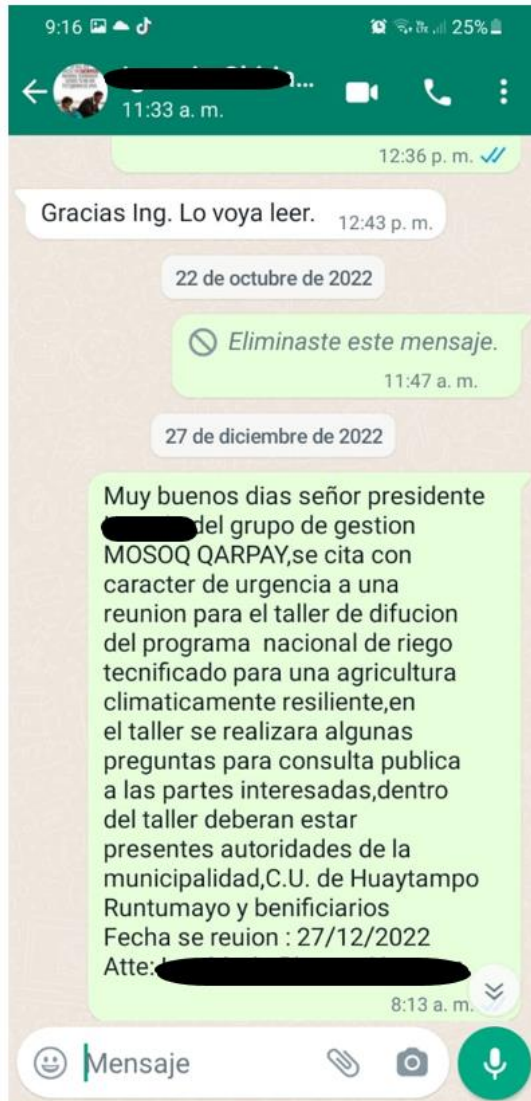 9:16 25%
11:33 a. m.
12:36 p. m.
Gracias Ing. Lo voya leer. 12:43 p. m.
22 de octubre de 2022
Eliminaste este mensaje.
11:47 a. m.
27 de diciembre de 2022
Muy buenos dias señor presidente
del grupo de gestion
MOSOQ QARPAY,se cita con
caracter de urgencia a una
reunion para el taller de difucion
del programa nacional de riego
tecnificado para una agricultura
climaticamente resiliente,en
el taller se realizara algunas
preguntas para consulta publica
a las partes interesadas,dentro
del taller deberan estar
presentes autoridades de la
municipalidad,C.U. de Huaytampo
Runtumayo y benificiarios
Fecha se reuion : 27/12/2022
Atte:
8:13 a. m.
Mensaje